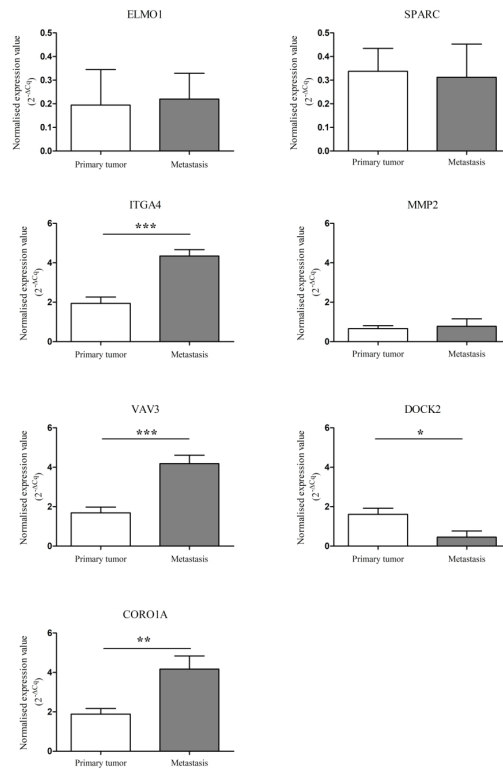 ELMO1
Normalised expression value
(2^-ΔCq)
0.5
0.4
0.3
0.2
0.1
0.0
Primary tumor
Metastasis
SPARC
Normalised expression value
(2^-ΔCq)
0.5
0.4
0.3
0.2
0.1
0.0
Primary tumor
Metastasis
ITGA4
Normalised expression value
(2^-ΔCq)
6
4
2
0
***
Primary tumor
Metastasis
MMP2
Normalised expression value
(2^-ΔCq)
6
4
2
0
Primary tumor
Metastasis
VAV3
Normalised expression value
(2^-ΔCq)
6
4
2
0
***
Primary tumor
Metastasis
DOCK2
Normalised expression value
(2^-ΔCq)
6
4
2
0
*
Primary tumor
Metastasis
CORO1A
Normalised expression value
(2^-ΔCq)
6
4
2
0
**
Primary tumor
Metastasis